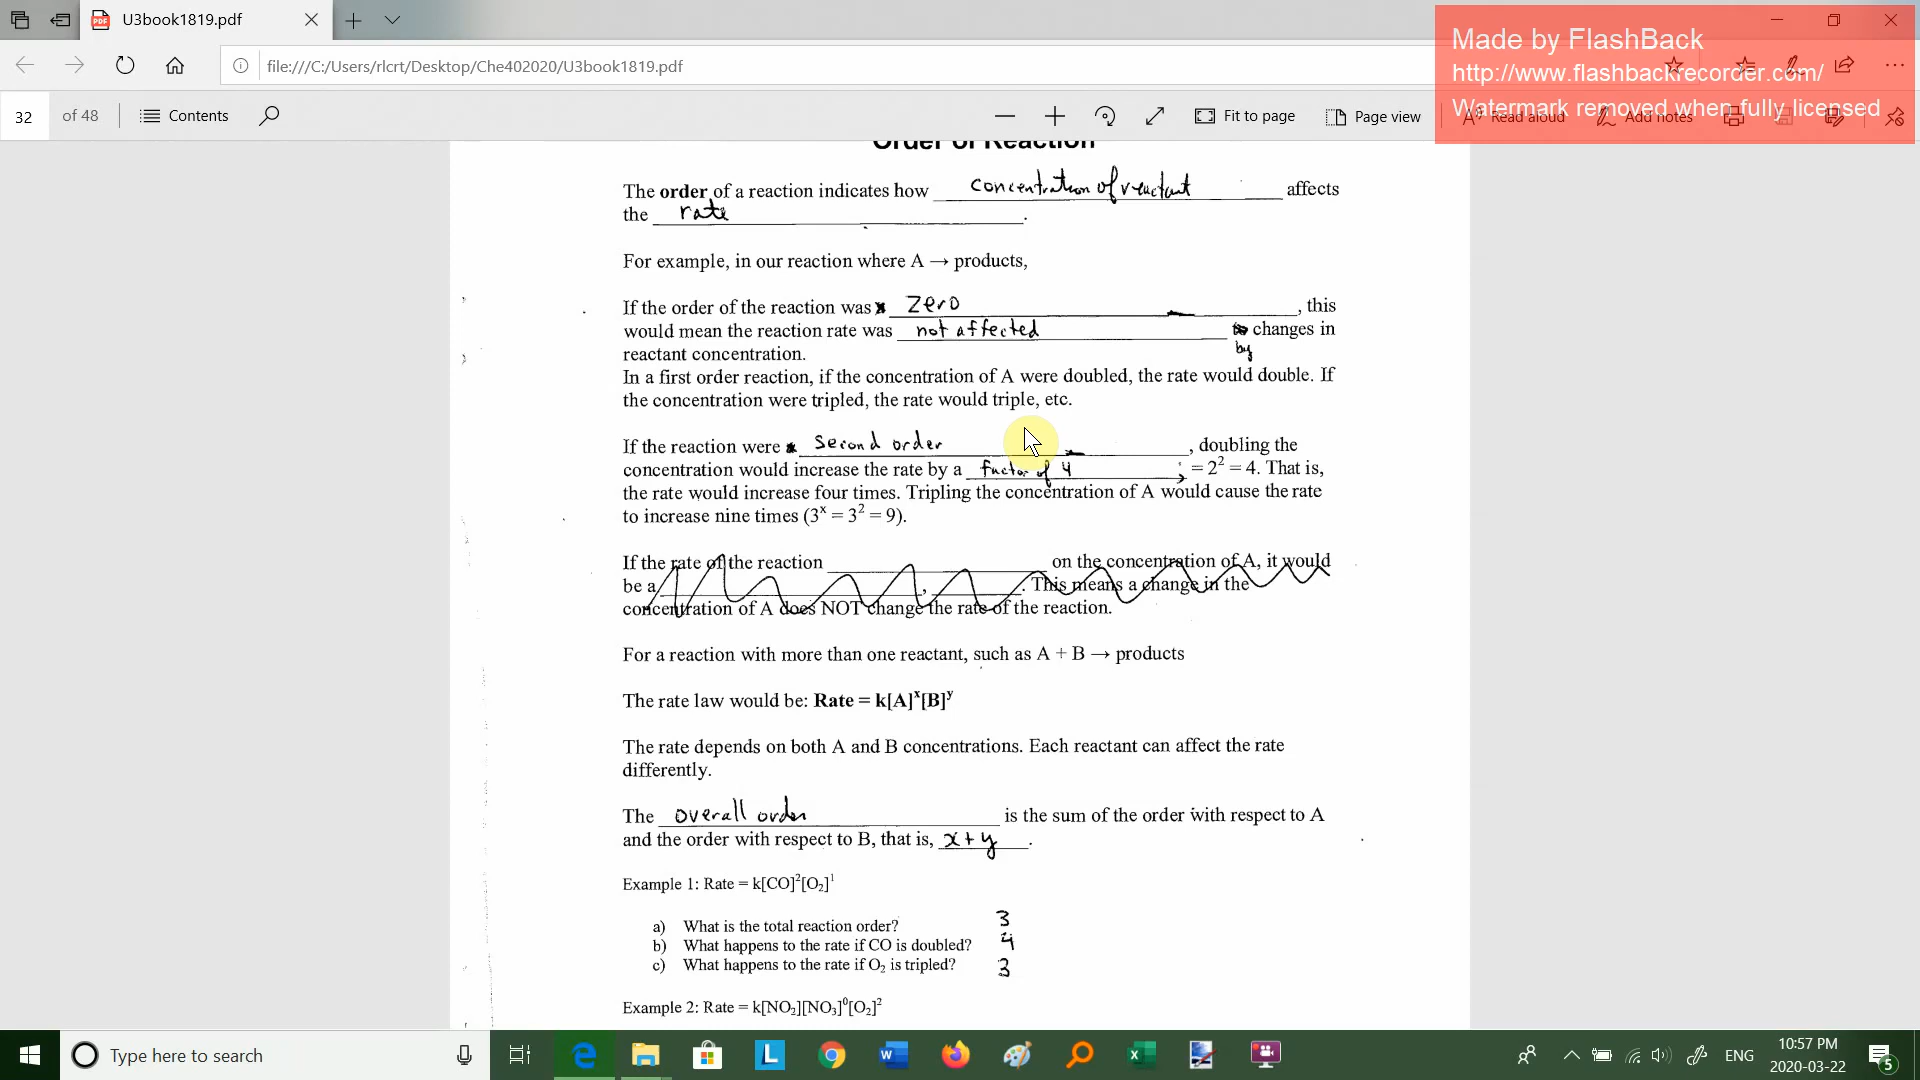 U3book1819.pdf
Made by FlashBack
http://www.flashbackrecorder.com/
Watermark removed when fully licensed
file:///C:/Users/rlcrt/Desktop/Che402020/U3book1819.pdf
32 of 48 Contents Fit to page Page view Read aloud Add notes
Order of Reaction
The order of a reaction indicates how concentration of reactant affects
the rate.
For example, in our reaction where A → products,
If the order of the reaction was zero, this
would mean the reaction rate was not affected changes in
by
reactant concentration.
In a first order reaction, if the concentration of A were doubled, the rate would double. If
the concentration were tripled, the rate would triple, etc.
If the reaction were second order, doubling the
concentration would increase the rate by a factor of 4 = 2² = 4. That is,
the rate would increase four times. Tripling the concentration of A would cause the rate
to increase nine times (3ˣ = 3² = 9).
If the rate of the reaction on the concentration of A, it would
be a , . This means a change in the
concentration of A does NOT change the rate of the reaction.
For a reaction with more than one reactant, such as A + B → products
The rate law would be: Rate = k[A]ˣ[B]ʸ
The rate depends on both A and B concentrations. Each reactant can affect the rate
differently.
The overall order is the sum of the order with respect to A
and the order with respect to B, that is, x+y.
Example 1: Rate = k[CO]²[O₂]¹
a) What is the total reaction order? 3
b) What happens to the rate if CO is doubled? 4
c) What happens to the rate if O₂ is tripled? 3
Example 2: Rate = k[NO₂][NO₃]⁰[O₂]²
Type here to search
ENG
10:57 PM
2020-03-22
5